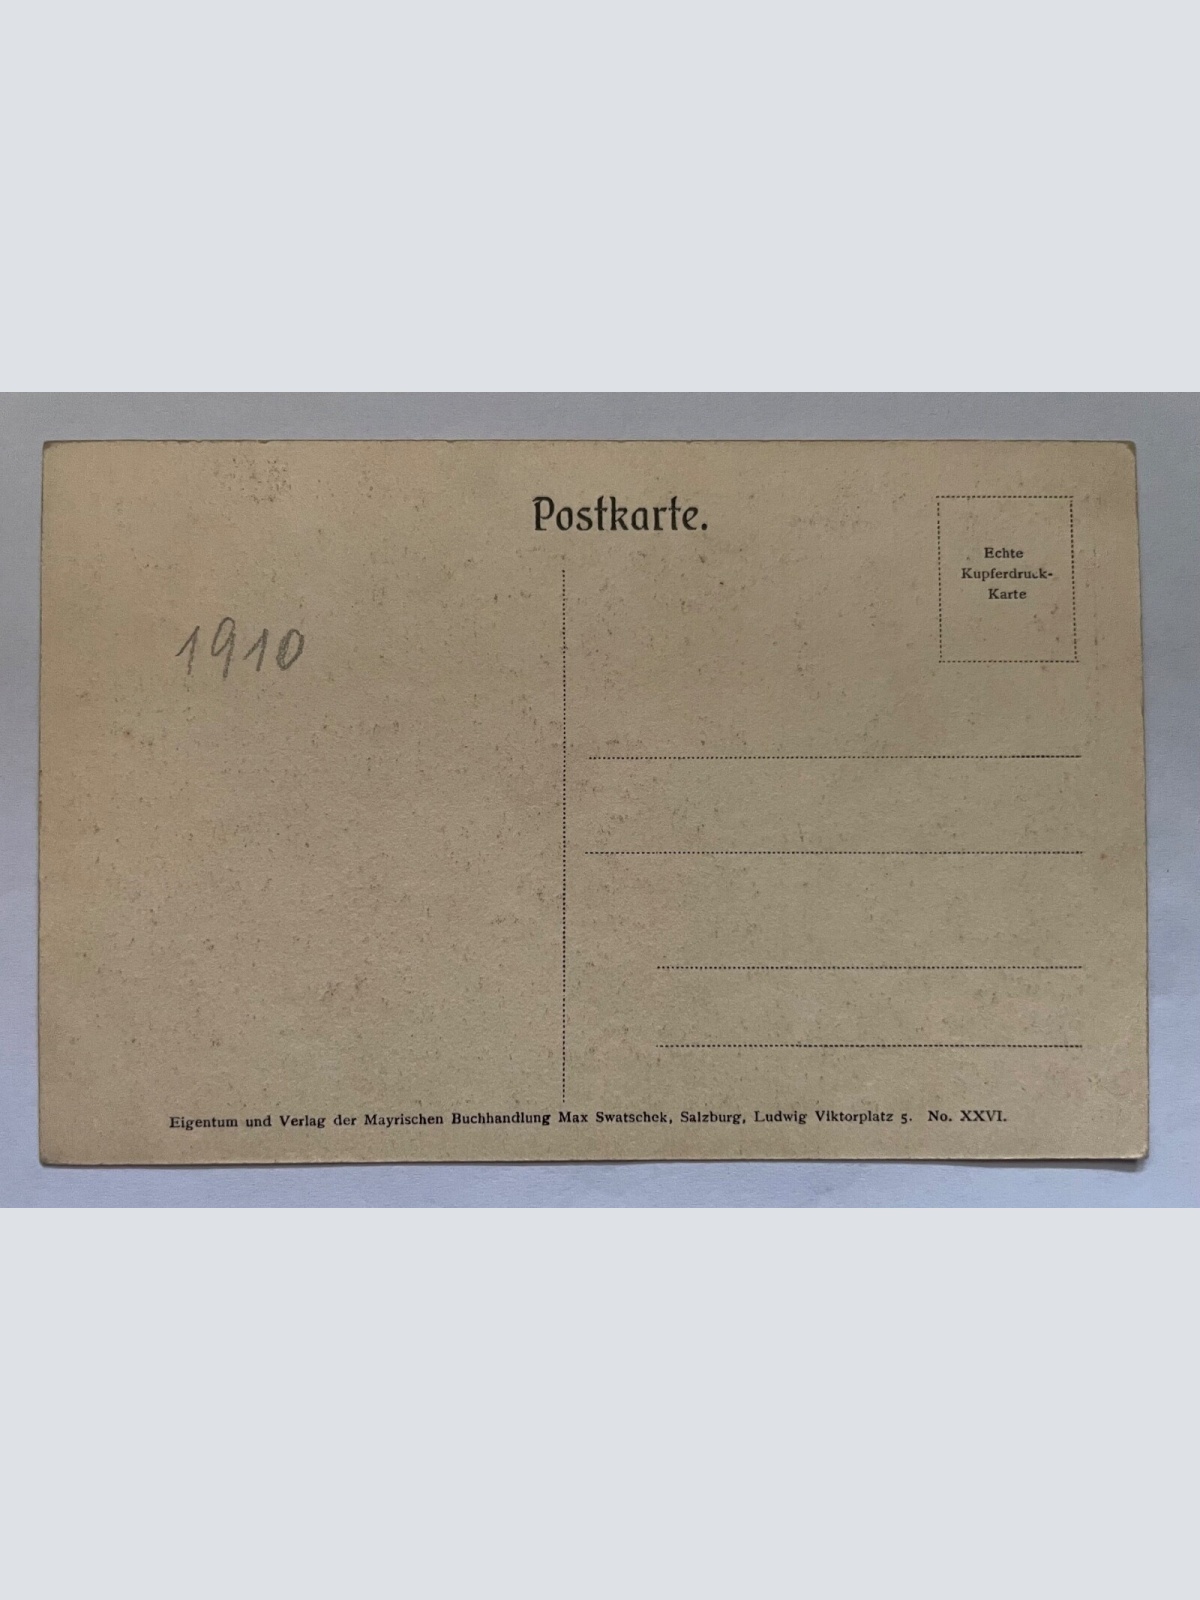 Postkarte.
Echte
Kupferdruck-
Karte
1910
Eigentum und Verlag der Mayrischen Buchhandlung Max Swatschek, Salzburg, Ludwig Viktorplatz 5. No. XXVI.